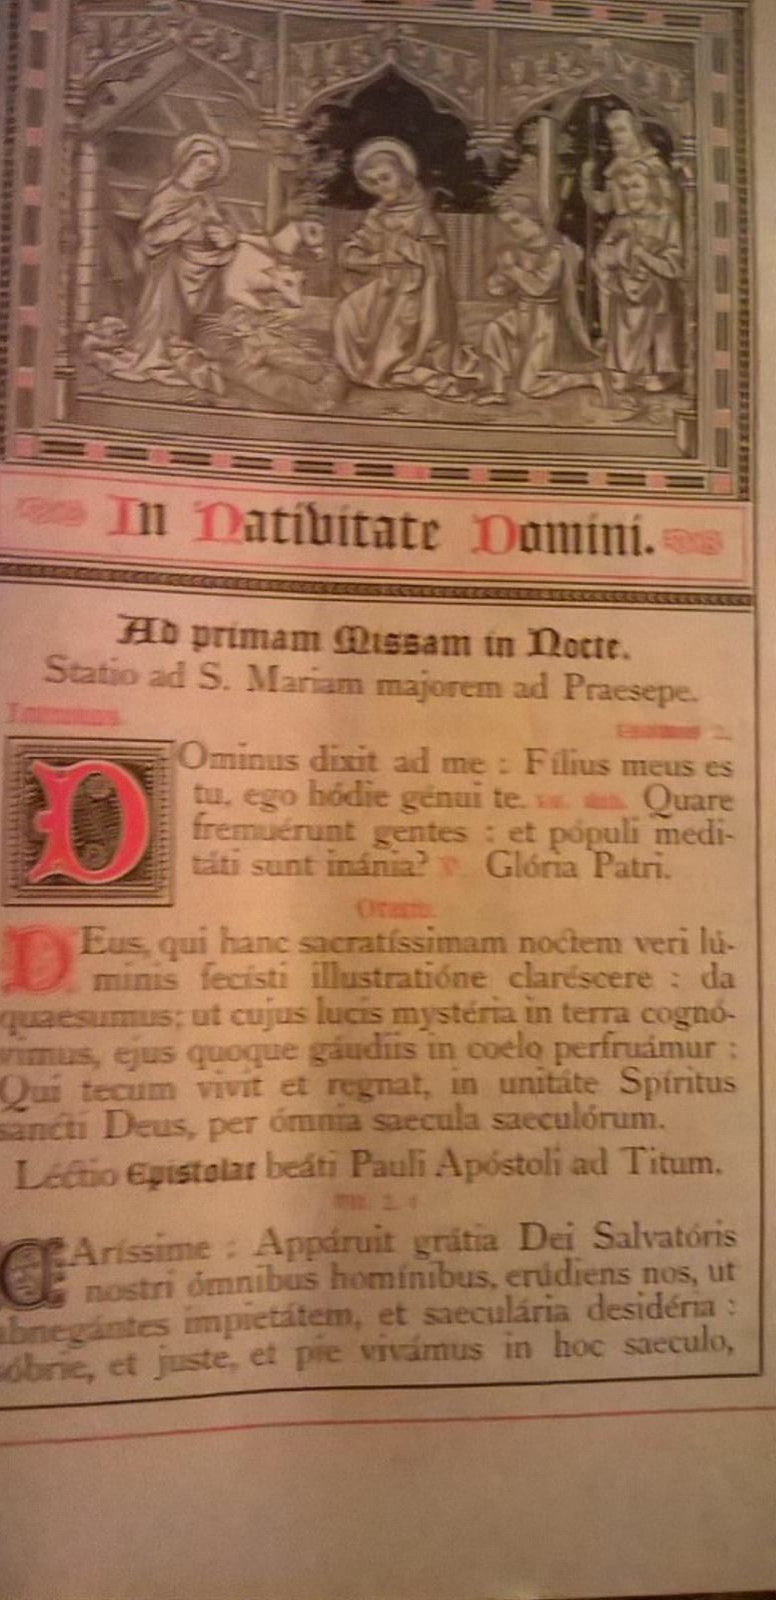 In Nativitate Domini.
Ad primam Missam in Nocte.
Statio ad S. Mariam majorem ad Praesepe.
DOminus dixit ad me : Fílius meus es
tu, ego hódie génui te. Quare
fremuérunt gentes : et pópuli medi-
táti sunt inánia? Glória Patri.
Oratio.
DEus, qui hanc sacratíssimam noctem veri lú-
minis fecísti illustratióne claréscere : da
quaesumus; ut cujus lucis mystéria in terra cognó-
vimus, ejus quoque gáudiis in coelo perfruámur :
Qui tecum vivit et regnat, in unitáte Spíritus
sancti Deus, per ómnia saecula saeculórum.
Léctio Epistolae beáti Pauli Apóstoli ad Titum.
CAríssime : Appáruit grátia Dei Salvatóris
nostri ómnibus homínibus, erúdiens nos, ut
abnegántes impietátem, et saeculária desidéria :
sóbrie, et juste, et pie vivámus in hoc saeculo,